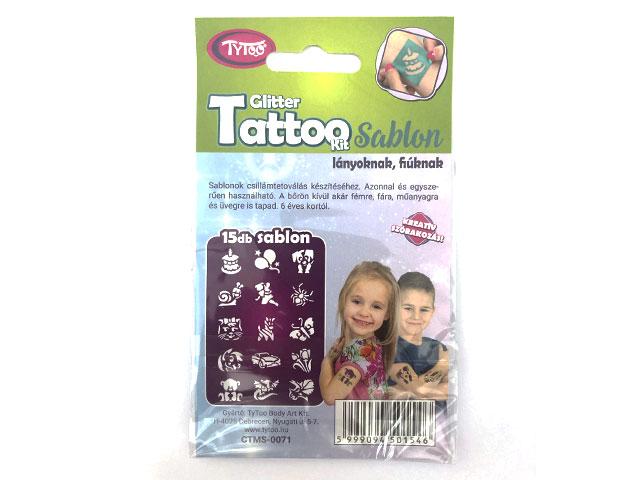 TyToo
Glitter
Tattoo
Kit
Sablon
lányoknak, fiúknak
Sablonok csillámtetoválás készítéséhez. Azonnal és egysze-
rűen használható. A bőrön kívül akár fémre, fára, műanyagra
és üvegre is tapad. 6 éves kortól.
KREATÍV
SZÓRAKOZÁS!
15db sablon
Gyártó: TyToo Body Art Kft.
H-4025 Debrecen, Nyugati u. 5-7.
www.tytoo.hu
CTMS-0071
5 999094 501546